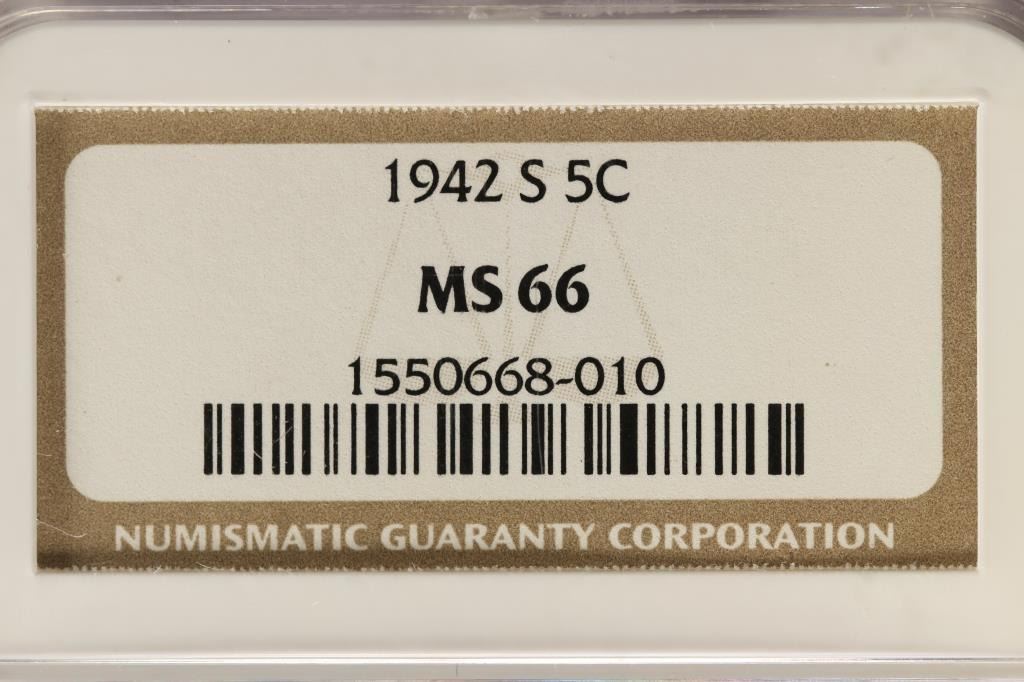 1942 S 5C
MS 66
1550668-010
NUMISMATIC GUARANTY CORPORATION